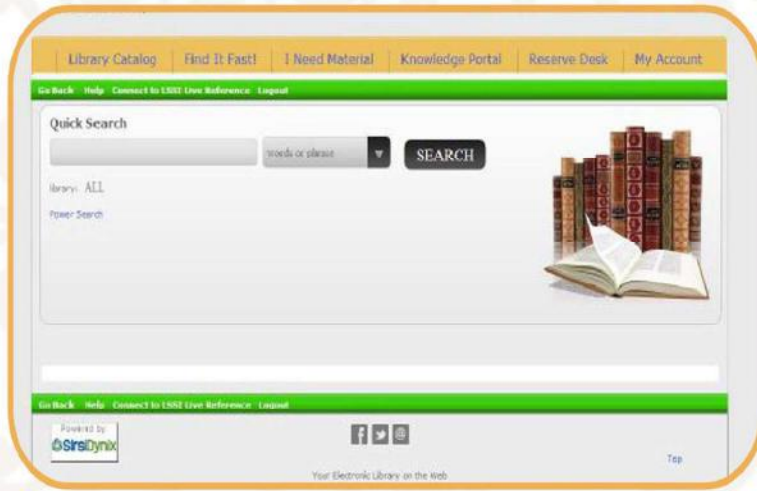 Library Catalog Find It Fast! I Need Material Knowledge Portal Reserve Desk My Account
Go Back Help Connect to LSSI Live Reference Logout
Quick Search
words or phrase SEARCH
library: ALL
Power Search
Go Back Help Connect to LSSI Live Reference Logout
Powered by
SirsiDynix
Top
Your Electronic Library on the Web